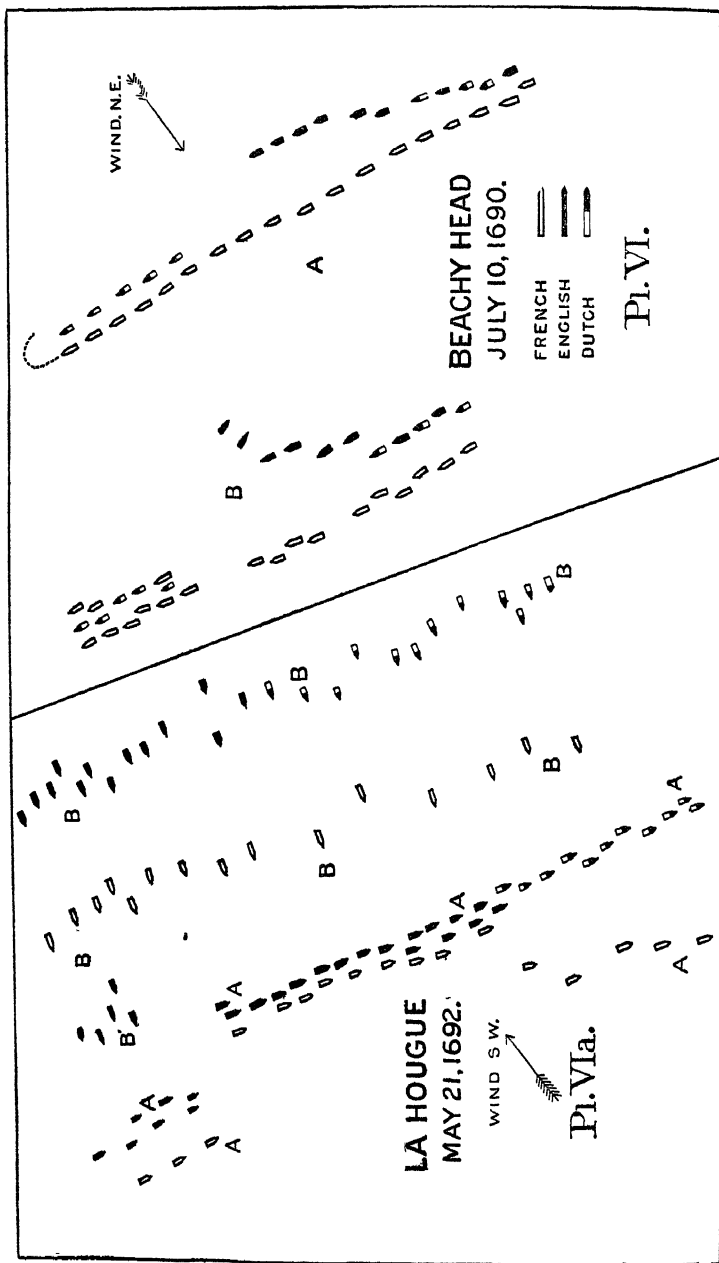 LA HOUGUE
MAY 21,1692.
WIND S W.
Pl. VIa.
A
A
A
A
A
A
B'
B
B
B
B
B
B
WIND. N.E.
BEACHY HEAD
JULY 10, 1690.
FRENCH
ENGLISH
DUTCH
Pl. VI.
A
B